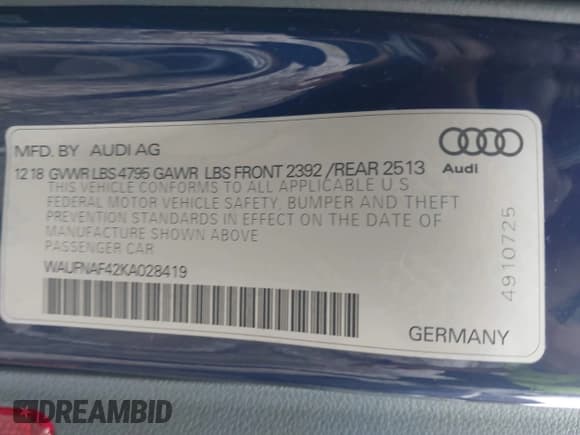 MFD. BY AUDI AG
12 18 GVWR LBS 4795 GAWR LBS FRONT 2392 /REAR 2513
THIS VEHICLE CONFORMS TO ALL APPLICABLE U S
FEDERAL MOTOR VEHICLE SAFETY, BUMPER AND THEFT
PREVENTION STANDARDS IN EFFECT ON THE DATE OF
MANUFACTURE SHOWN ABOVE
PASSENGER CAR
WAUFNAF42KA028419
Audi
4910725
GERMANY
DREAMBID